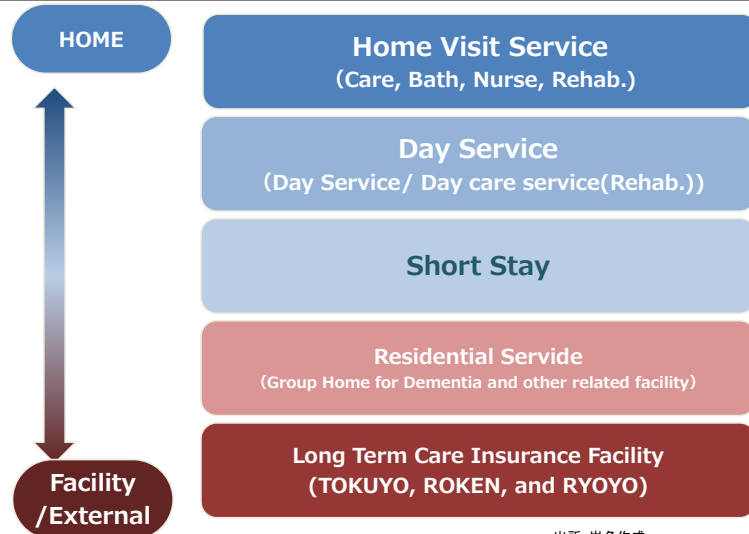 HOME
Home Visit Service
(Care, Bath, Nurse, Rehab.)
Day Service
(Day Service/ Day care service(Rehab.))
Short Stay
Residential Servide
(Group Home for Dementia and other related facility)
Long Term Care Insurance Facility
(TOKUYO, ROKEN, and RYOYO)
Facility
/External